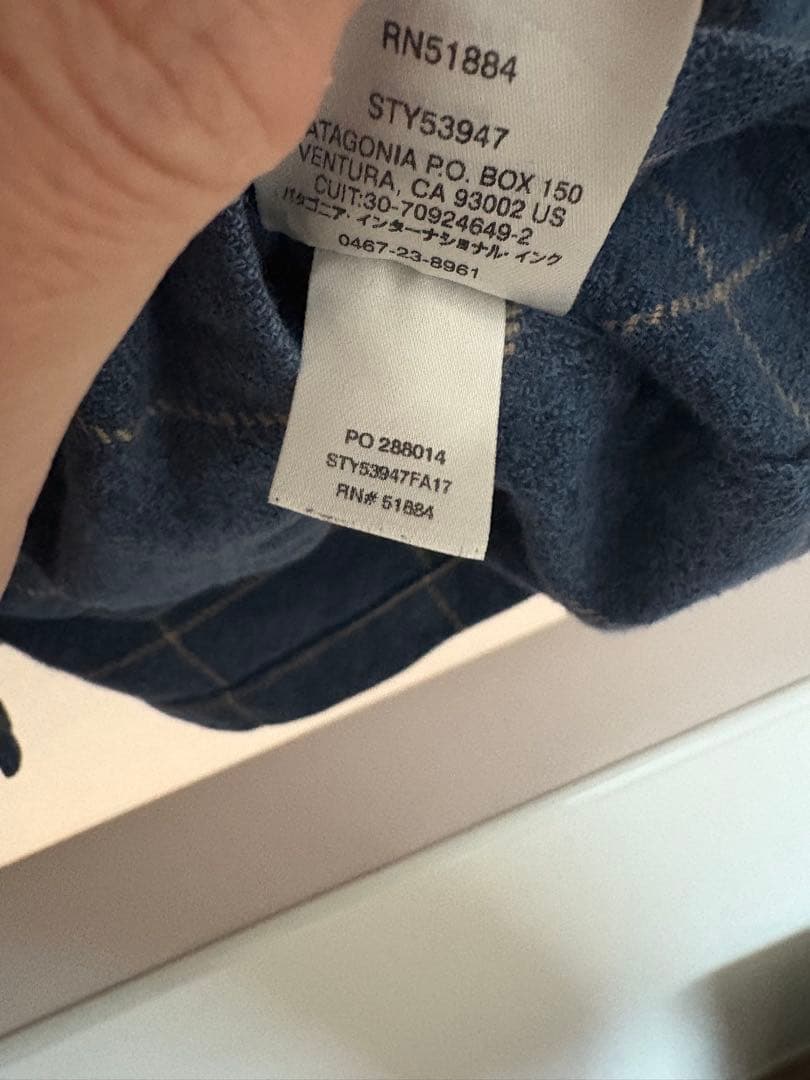 RN51884
STY53947
ATAGONIA P.O. BOX 150
VENTURA, CA 93002 US
CUIT:30-70924649-2
パタゴニア・インターナショナル・インク
0467-23-8961
PO 288014
STY53947FA17
RN# 51884